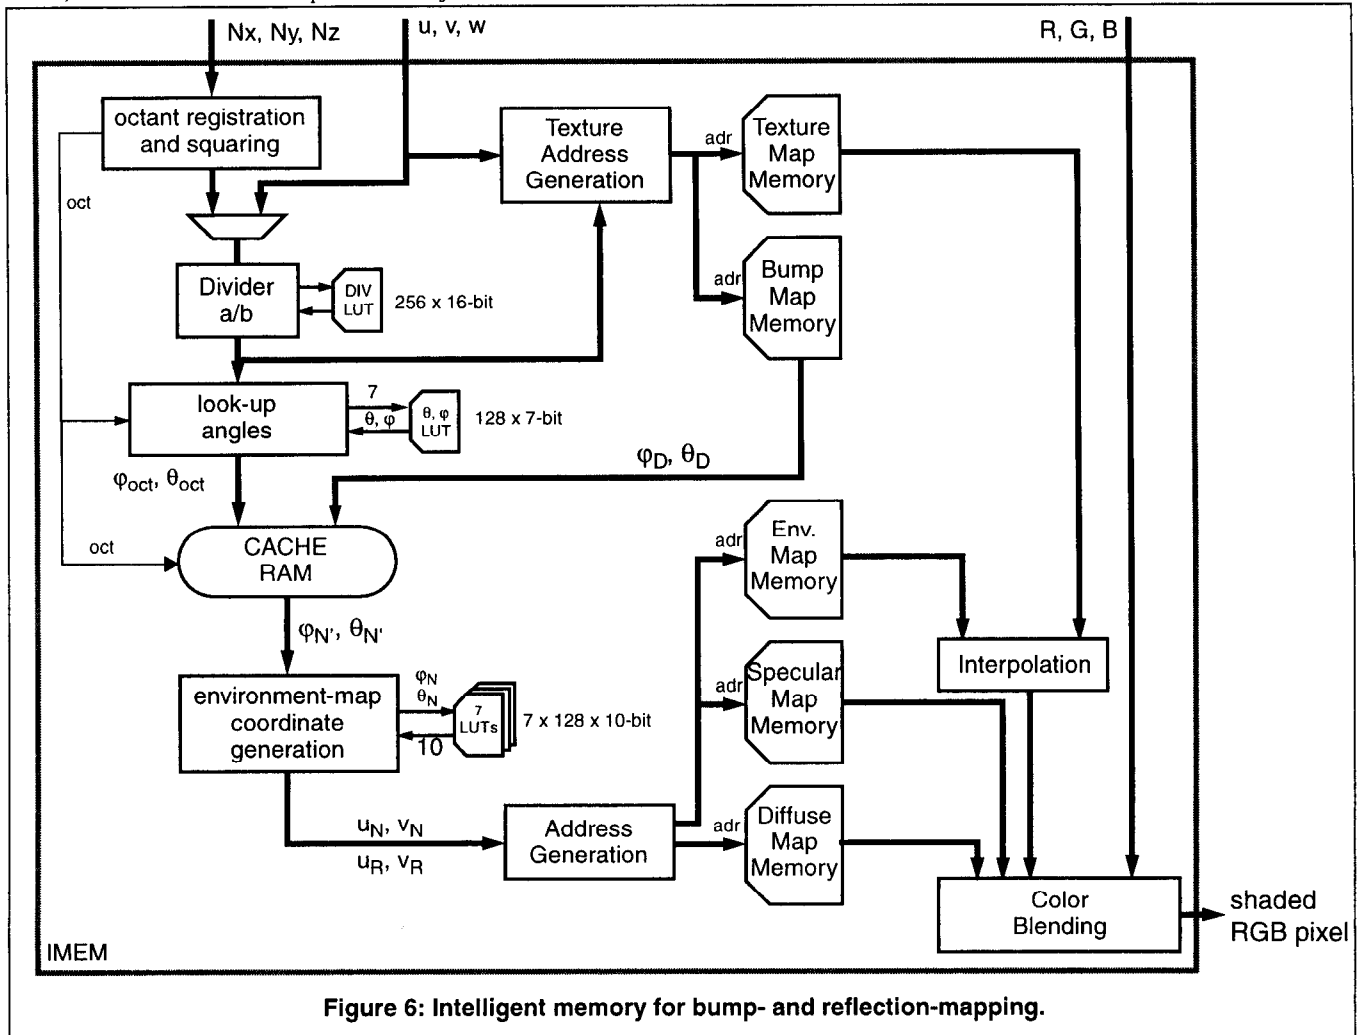 Nx, Ny, Nz
u, v, w
R, G, B
octant registration
and squaring
oct
Texture
Address
Generation
adr
Texture
Map
Memory
Divider
a/b
DIV
LUT
256 x 16-bit
adr
Bump
Map
Memory
look-up
angles
7
θ, φ
θ, φ
LUT
128 x 7-bit
φoct, θoct
φD, θD
oct
CACHE
RAM
adr
Env.
Map
Memory
φN', θN'
Interpolation
environment-map
coordinate
generation
φN
θN
10
7
LUTs
7 x 128 x 10-bit
adr
Specular
Map
Memory
uN, vN
uR, vR
Address
Generation
adr
Diffuse
Map
Memory
Color
Blending
shaded
RGB pixel
IMEM
Figure 6: Intelligent memory for bump- and reflection-mapping.